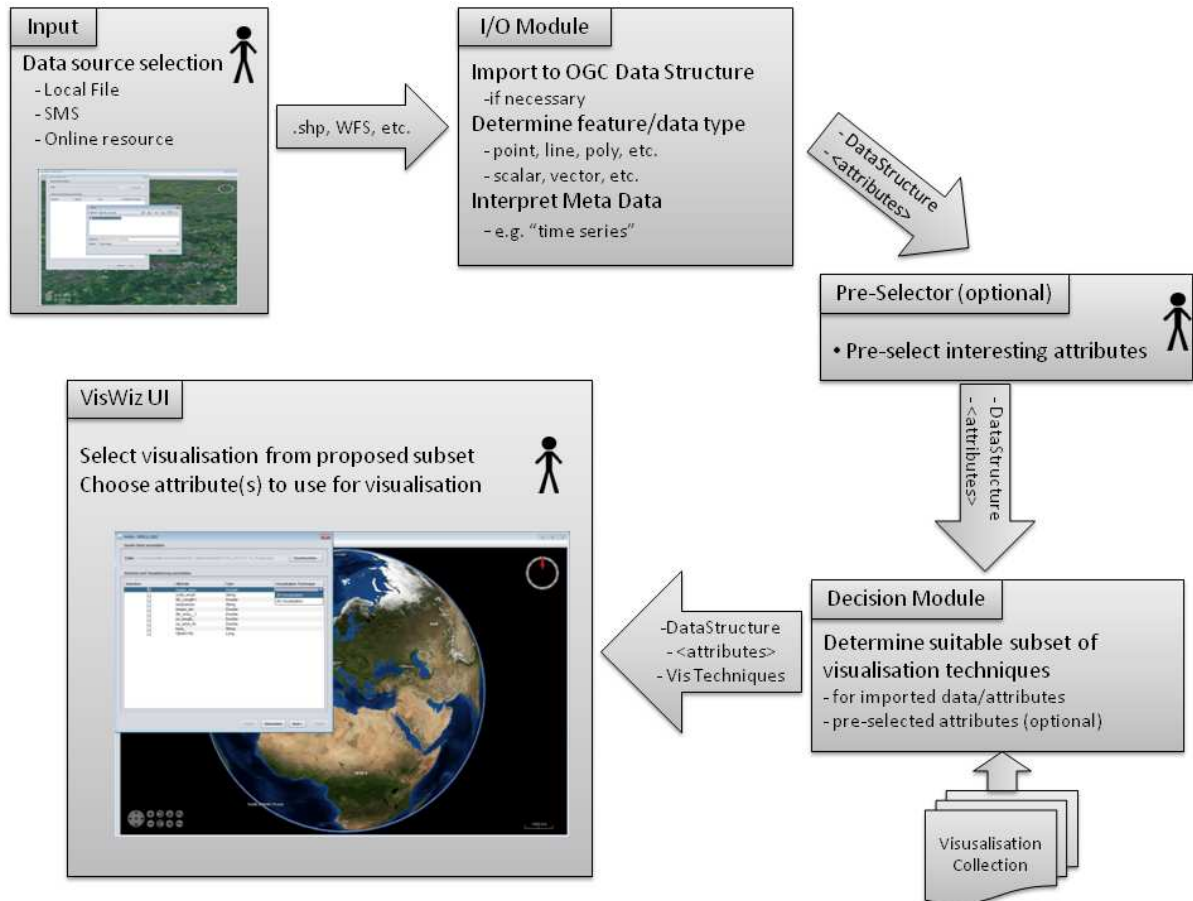 Input
Data source selection
- Local File
- SMS
- Online resource
.shp, WFS, etc.
I/O Module
Import to OGC Data Structure
-if necessary
Determine feature/data type
- point, line, poly, etc.
- scalar, vector, etc.
Interpret Meta Data
- e.g. "time series"
- DataStructure
- <attributes>
Pre-Selector (optional)
• Pre-select interesting attributes
- DataStructure
- <attributes>
Decision Module
Determine suitable subset of
visualisation techniques
- for imported data/attributes
- pre-selected attributes (optional)
Visusalisation
Collection
-DataStructure
- <attributes>
- Vis Techniques
VisWiz UI
Select visualisation from proposed subset
Choose attribute(s) to use for visualisation